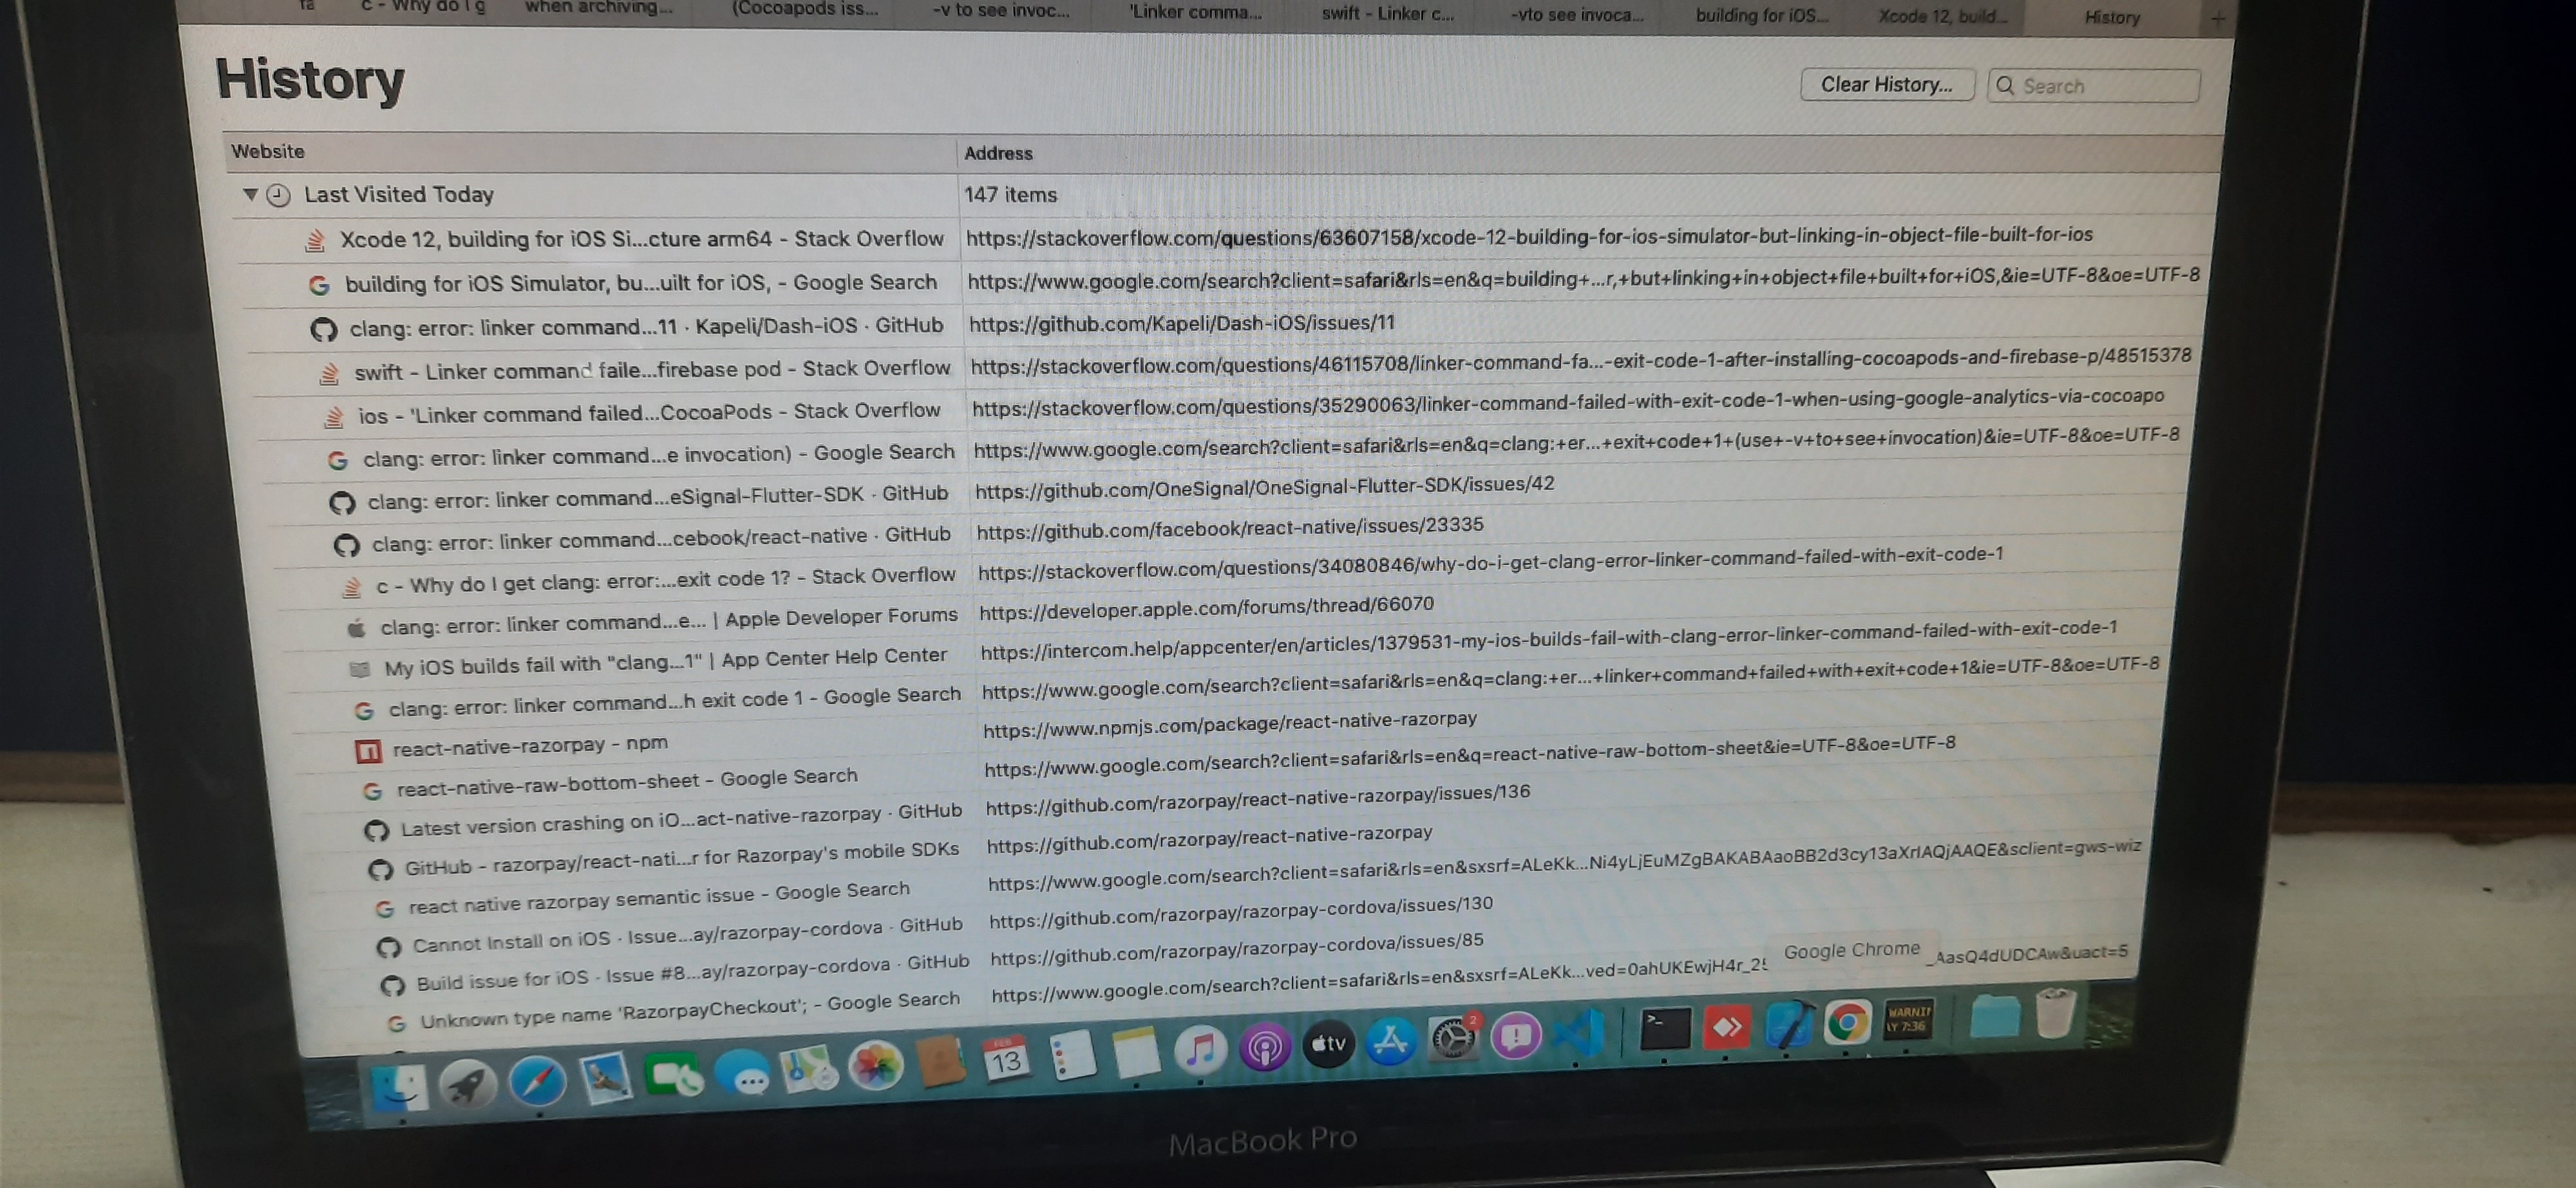 c - Why do I g when archiving... (Cocoapods iss... -v to see invoc... 'Linker comma... swift - Linker c... -vto see invoca... building for iOS... Xcode 12, build... History +
History
Clear History... Search
Website Address
Last Visited Today 147 items
Xcode 12, building for iOS Si...cture arm64 - Stack Overflow https://stackoverflow.com/questions/63607158/xcode-12-building-for-ios-simulator-but-linking-in-object-file-built-for-ios
building for iOS Simulator, bu...uilt for iOS, - Google Search https://www.google.com/search?client=safari&rls=en&q=building+...r,+but+linking+in+object+file+built+for+iOS,&ie=UTF-8&oe=UTF-8
clang: error: linker command...11 · Kapeli/Dash-iOS · GitHub https://github.com/Kapeli/Dash-iOS/issues/11
swift - Linker command faile...firebase pod - Stack Overflow https://stackoverflow.com/questions/46115708/linker-command-fa...-exit-code-1-after-installing-cocoapods-and-firebase-p/48515378
ios - 'Linker command failed...CocoaPods - Stack Overflow https://stackoverflow.com/questions/35290063/linker-command-failed-with-exit-code-1-when-using-google-analytics-via-cocoapo
clang: error: linker command...e invocation) - Google Search https://www.google.com/search?client=safari&rls=en&q=clang:+er...+exit+code+1+(use+-v+to+see+invocation)&ie=UTF-8&oe=UTF-8
clang: error: linker command...eSignal-Flutter-SDK · GitHub https://github.com/OneSignal/OneSignal-Flutter-SDK/issues/42
clang: error: linker command...cebook/react-native · GitHub https://github.com/facebook/react-native/issues/23335
c - Why do I get clang: error:...exit code 1? - Stack Overflow https://stackoverflow.com/questions/34080846/why-do-i-get-clang-error-linker-command-failed-with-exit-code-1
clang: error: linker command...e... | Apple Developer Forums https://developer.apple.com/forums/thread/66070
My iOS builds fail with "clang...1" | App Center Help Center https://intercom.help/appcenter/en/articles/1379531-my-ios-builds-fail-with-clang-error-linker-command-failed-with-exit-code-1
clang: error: linker command...h exit code 1 - Google Search https://www.google.com/search?client=safari&rls=en&q=clang:+er...+linker+command+failed+with+exit+code+1&ie=UTF-8&oe=UTF-8
react-native-razorpay - npm https://www.npmjs.com/package/react-native-razorpay
react-native-raw-bottom-sheet - Google Search https://www.google.com/search?client=safari&rls=en&q=react-native-raw-bottom-sheet&ie=UTF-8&oe=UTF-8
Latest version crashing on iO...act-native-razorpay · GitHub https://github.com/razorpay/react-native-razorpay/issues/136
GitHub - razorpay/react-nati...r for Razorpay's mobile SDKs https://github.com/razorpay/react-native-razorpay
react native razorpay semantic issue - Google Search https://www.google.com/search?client=safari&rls=en&sxsrf=ALeKk...Ni4yLjEuMZgBAKABAaoBB2d3cy13aXrIAQjAAQE&sclient=gws-wiz
Cannot Install on iOS · Issue...ay/razorpay-cordova · GitHub https://github.com/razorpay/razorpay-cordova/issues/130
Build issue for iOS · Issue #8...ay/razorpay-cordova · GitHub https://github.com/razorpay/razorpay-cordova/issues/85
Unknown type name 'RazorpayCheckout'; - Google Search https://www.google.com/search?client=safari&rls=en&sxsrf=ALeKk...ved=0ahUKEwjH4r_2 Google Chrome _AasQ4dUDCAw&uact=5
FEB
13
tv
2
WARNI
LY 7:36
MacBook Pro